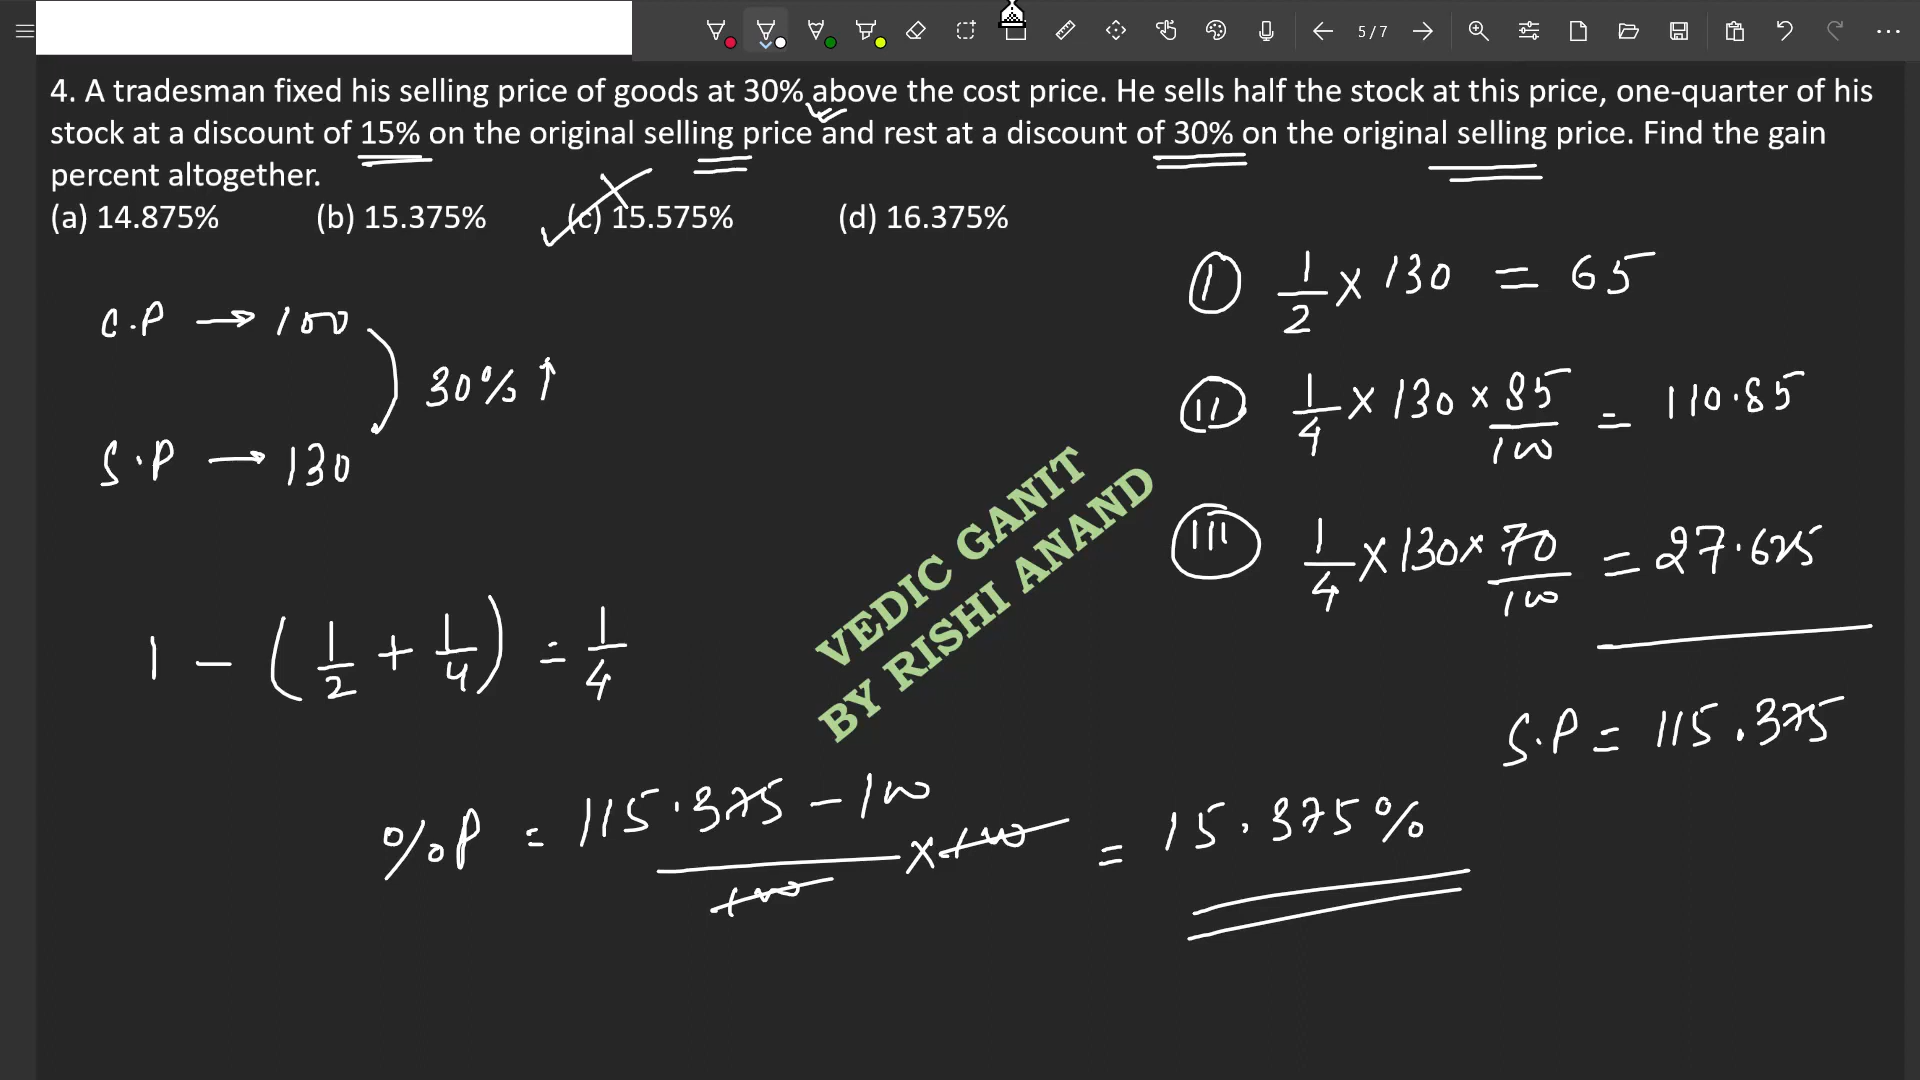 5 / 7
4. A tradesman fixed his selling price of goods at 30% above the cost price. He sells half the stock at this price, one-quarter of his
stock at a discount of 15% on the original selling price and rest at a discount of 30% on the original selling price. Find the gain
percent altogether.
(a) 14.875% (b) 15.375% (c) 15.575% (d) 16.375%
C.P → 100
30% ↑
S.P → 130
1 - (1/2 + 1/4) = 1/4
I 1/2 × 130 = 65
II 1/4 × 130 × 85/100 = 110.85
III 1/4 × 130 × 70/100 = 27.625
S.P = 115.375
%P = 115.375 - 100 / 100 × 100 = 15.375%
VEDIC GANIT
BY RISHI ANAND